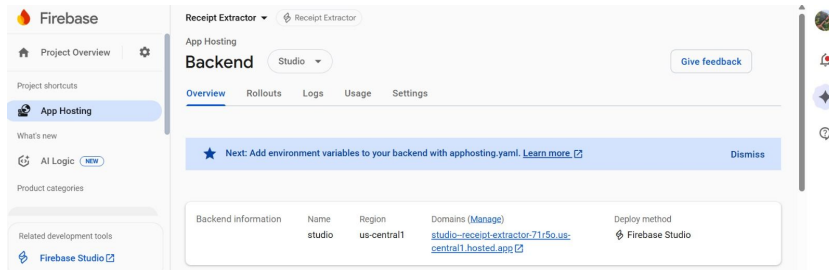 Firebase
Project Overview
Project shortcuts
App Hosting
What's new
AI Logic NEW
Product categories
Related development tools
Firebase Studio
Receipt Extractor Receipt Extractor
App Hosting
Backend Studio
Give feedback
Overview Rollouts Logs Usage Settings
Next: Add environment variables to your backend with apphosting.yaml. Learn more Dismiss
Backend information Name Region Domains (Manage) Deploy method
studio us-central1 studio--receipt-extractor-71r5o.us- Firebase Studio
central1.hosted.app